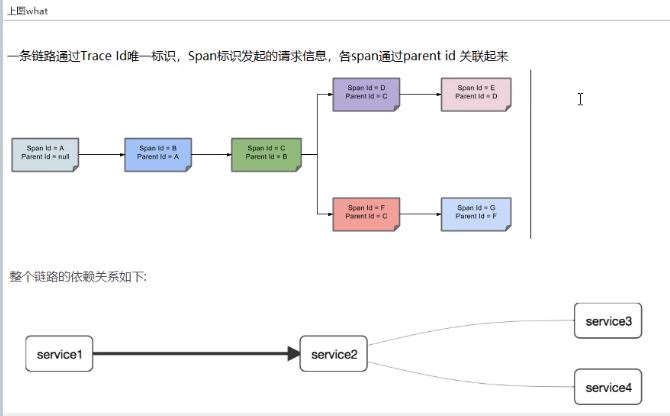 上图what
一条链路通过Trace Id唯一标识，Span标识发起的请求信息，各span通过parent id 关联起来
Span Id = D
Parent Id = C
Span Id = E
Parent Id = D
Span Id = A
Parent Id = null
Span Id = B
Parent Id = A
Span Id = C
Parent Id = B
Span Id = F
Parent Id = C
Span Id = G
Parent Id = F
整个链路的依赖关系如下:
service3
service1
service2
service4